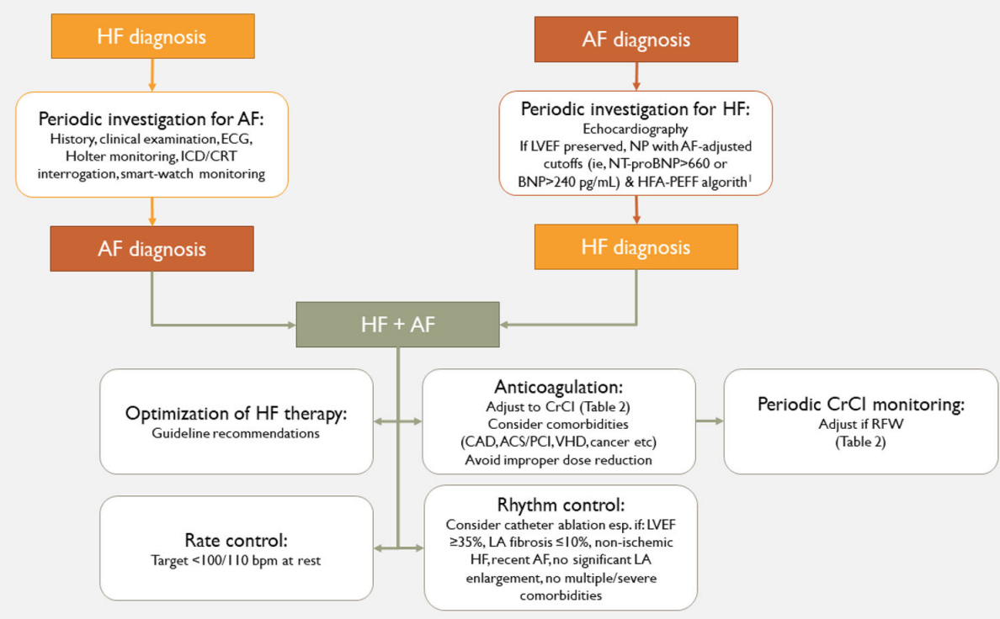 HF diagnosis
AF diagnosis
Periodic investigation for AF:
History, clinical examination, ECG,
Holter monitoring, ICD/CRT
interrogation, smart-watch monitoring
Periodic investigation for HF:
Echocardiography
If LVEF preserved, NP with AF-adjusted
cutoffs (ie, NT-proBNP>660 or
BNP>240 pg/mL) & HFA-PEFF algorith¹
AF diagnosis
HF diagnosis
HF + AF
Optimization of HF therapy:
Guideline recommendations
Anticoagulation:
Adjust to CrCl (Table 2)
Consider comorbidities
(CAD, ACS/PCI, VHD, cancer etc)
Avoid improper dose reduction
Periodic CrCl monitoring:
Adjust if RFW
(Table 2)
Rate control:
Target <100/110 bpm at rest
Rhythm control:
Consider catheter ablation esp. if: LVEF
≥35%, LA fibrosis ≤10%, non-ischemic
HF, recent AF, no significant LA
enlargement, no multiple/severe
comorbidities